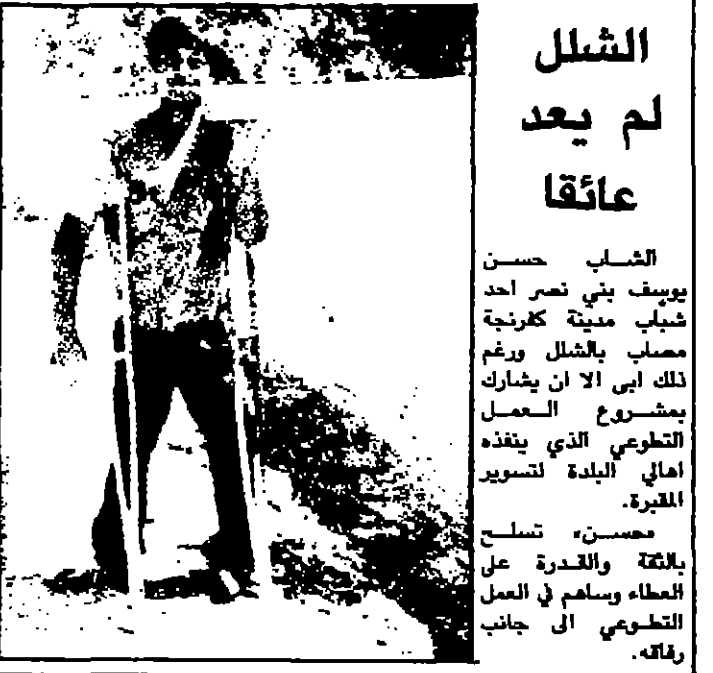 الشلل
لم يعد
عائقا
الشاب حسن
يوسف بني نصر احد
شباب مدينة كفرنجة
مصاب بالشلل ورغم
ذلك ابى الا ان يشارك
بمشروع العمل
التطوعي الذي ينفذه
اهالي البلدة لتسوير
المقبرة.
«حسن» تسلح
بالثقة والقدرة على
العطاء وساهم في العمل
التطوعي الى جانب
رفاقه.